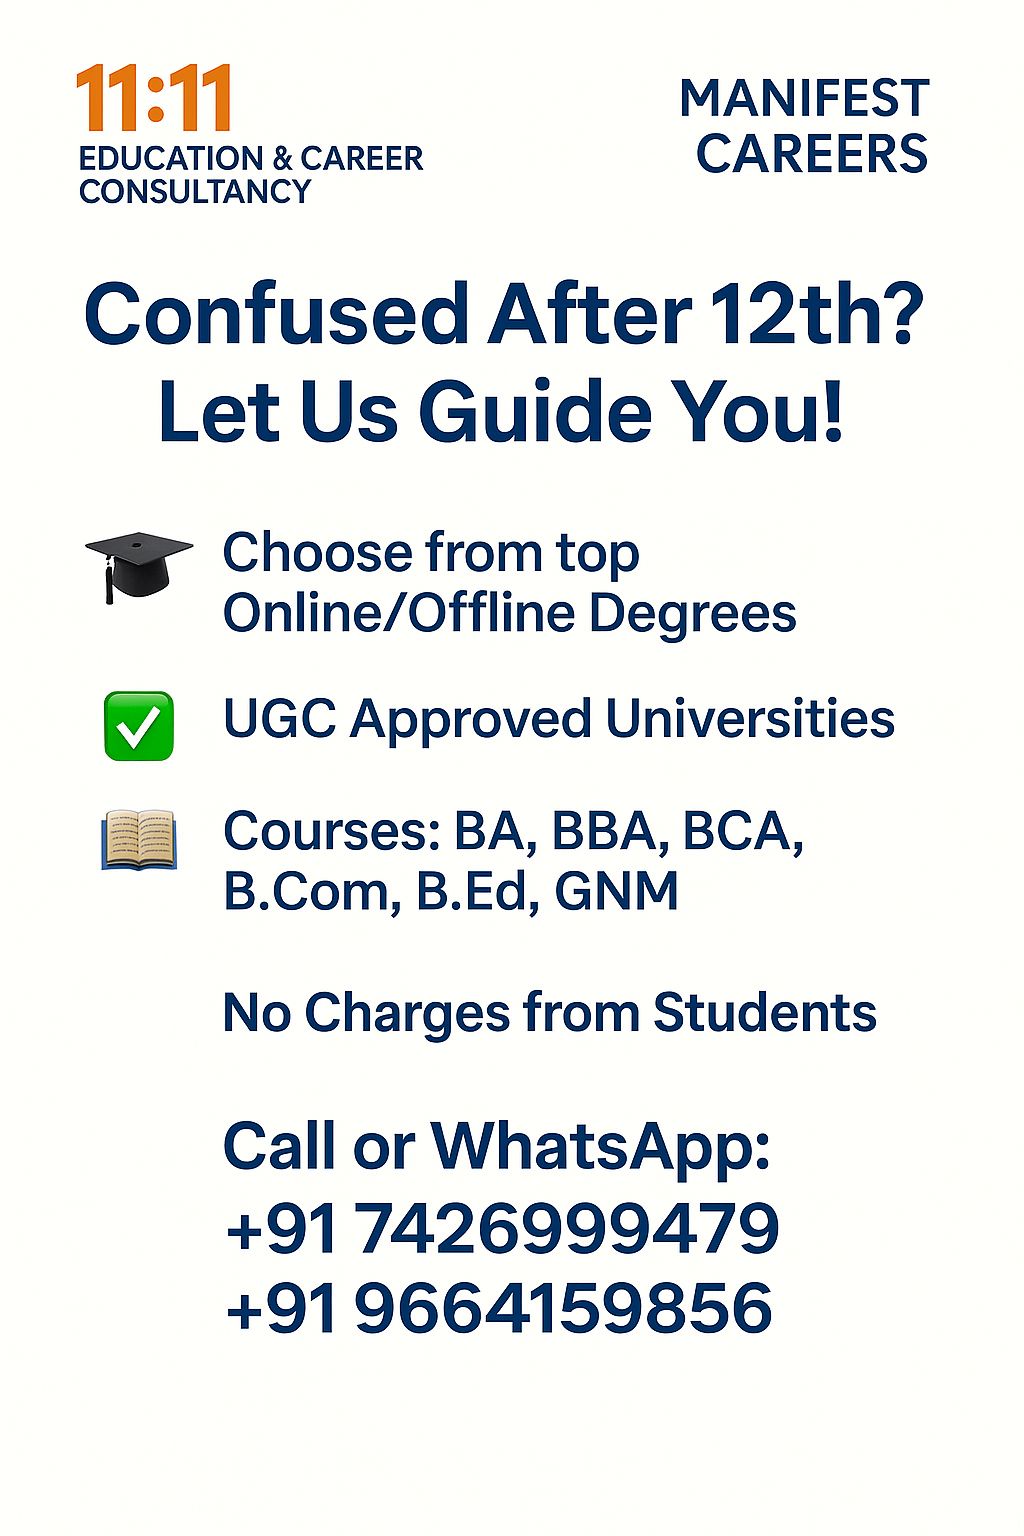 11:11
EDUCATION & CAREER
CONSULTANCY
MANIFEST
CAREERS
Confused After 12th?
Let Us Guide You!
Choose from top
Online/Offline Degrees
UGC Approved Universities
Courses: BA, BBA, BCA,
B.Com, B.Ed, GNM
No Charges from Students
Call or WhatsApp:
+91 7426999479
+91 9664159856